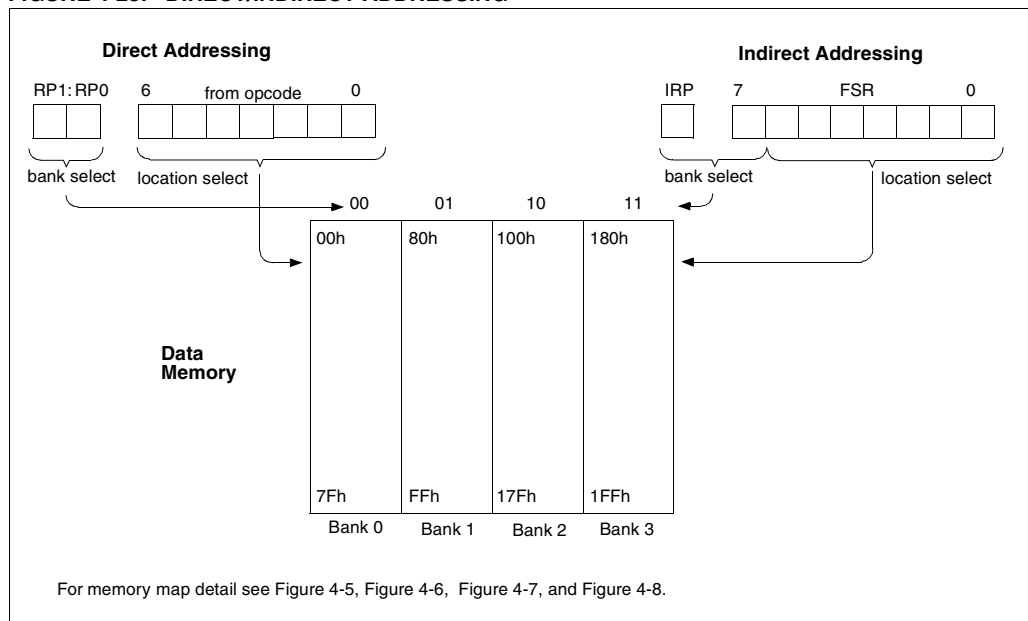 Direct Addressing
Indirect Addressing
RP1: RP0 6 from opcode 0
IRP 7 FSR 0
bank select location select
bank select location select
00 01 10 11
00h 80h 100h 180h
Data
Memory
7Fh FFh 17Fh 1FFh
Bank 0 Bank 1 Bank 2 Bank 3
For memory map detail see Figure 4-5, Figure 4-6, Figure 4-7, and Figure 4-8.